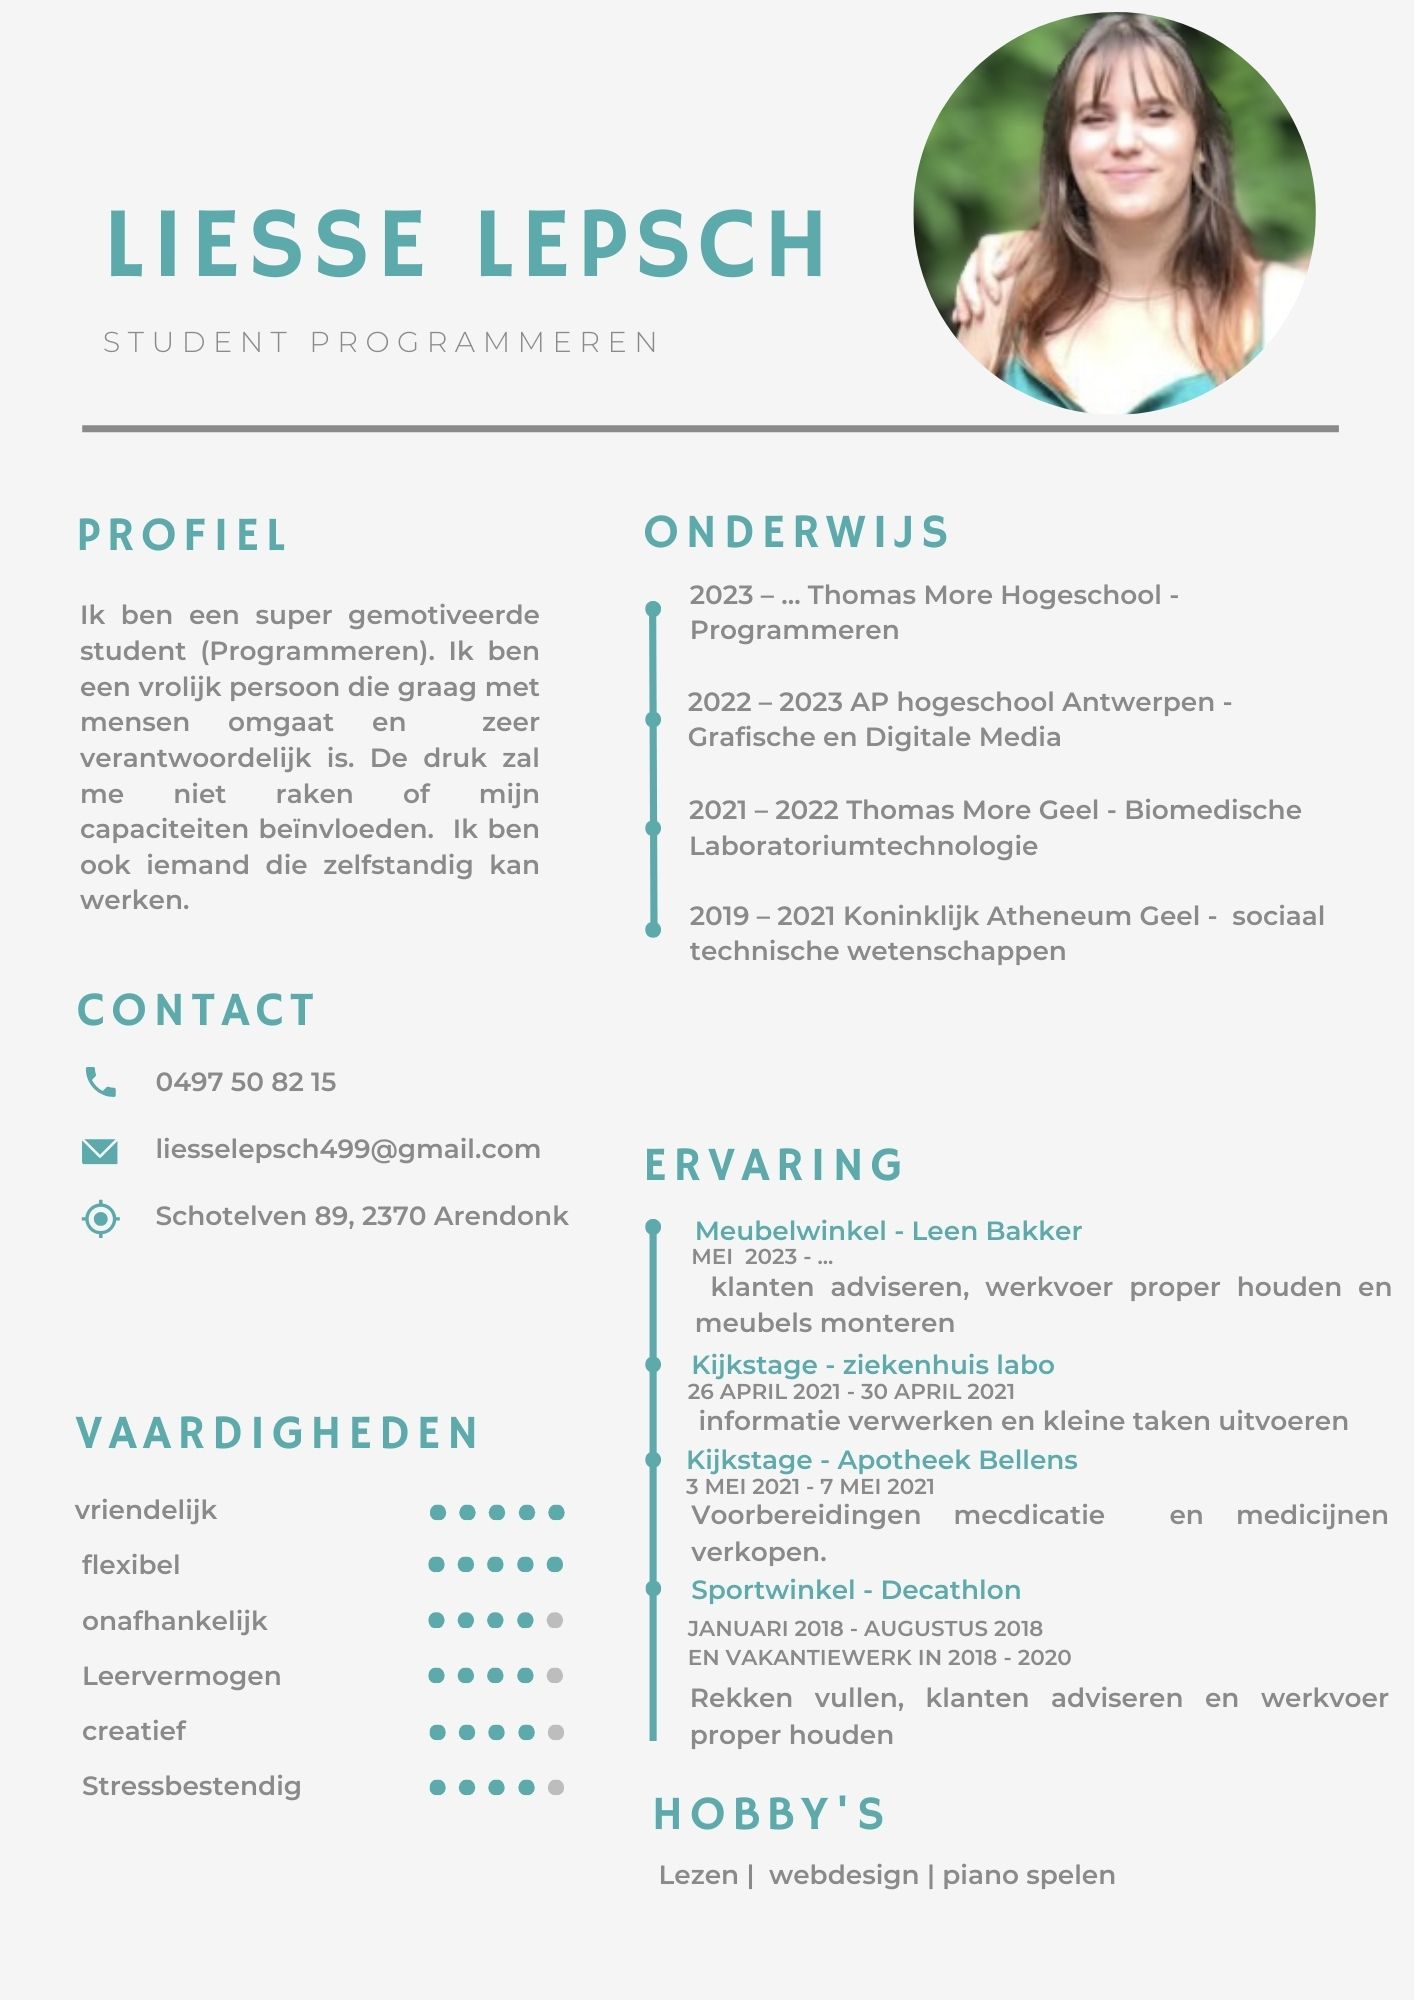 LIESSE LEPSCH
STUDENT PROGRAMMEREN
PROFIEL
Ik ben een super gemotiveerde
student (Programmeren). Ik ben
een vrolijk persoon die graag met
mensen omgaat en zeer
verantwoordelijk is. De druk zal
me niet raken of mijn
capaciteiten beïnvloeden. Ik ben
ook iemand die zelfstandig kan
werken.
CONTACT
0497 50 82 15
liesselepsch499@gmail.com
Schotelven 89, 2370 Arendonk
VAARDIGHEDEN
vriendelijk
flexibel
onafhankelijk
Leervermogen
creatief
Stressbestendig
ONDERWIJS
2023 – ... Thomas More Hogeschool -
Programmeren
2022 – 2023 AP hogeschool Antwerpen -
Grafische en Digitale Media
2021 – 2022 Thomas More Geel - Biomedische
Laboratoriumtechnologie
2019 – 2021 Koninklijk Atheneum Geel - sociaal
technische wetenschappen
ERVARING
Meubelwinkel - Leen Bakker
MEI 2023 - ...
klanten adviseren, werkvoer proper houden en
meubels monteren
Kijkstage - ziekenhuis labo
26 APRIL 2021 - 30 APRIL 2021
informatie verwerken en kleine taken uitvoeren
Kijkstage - Apotheek Bellens
3 MEI 2021 - 7 MEI 2021
Voorbereidingen mecdicatie en medicijnen
verkopen.
Sportwinkel - Decathlon
JANUARI 2018 - AUGUSTUS 2018
EN VAKANTIEWERK IN 2018 - 2020
Rekken vullen, klanten adviseren en werkvoer
proper houden
HOBBY'S
Lezen | webdesign | piano spelen